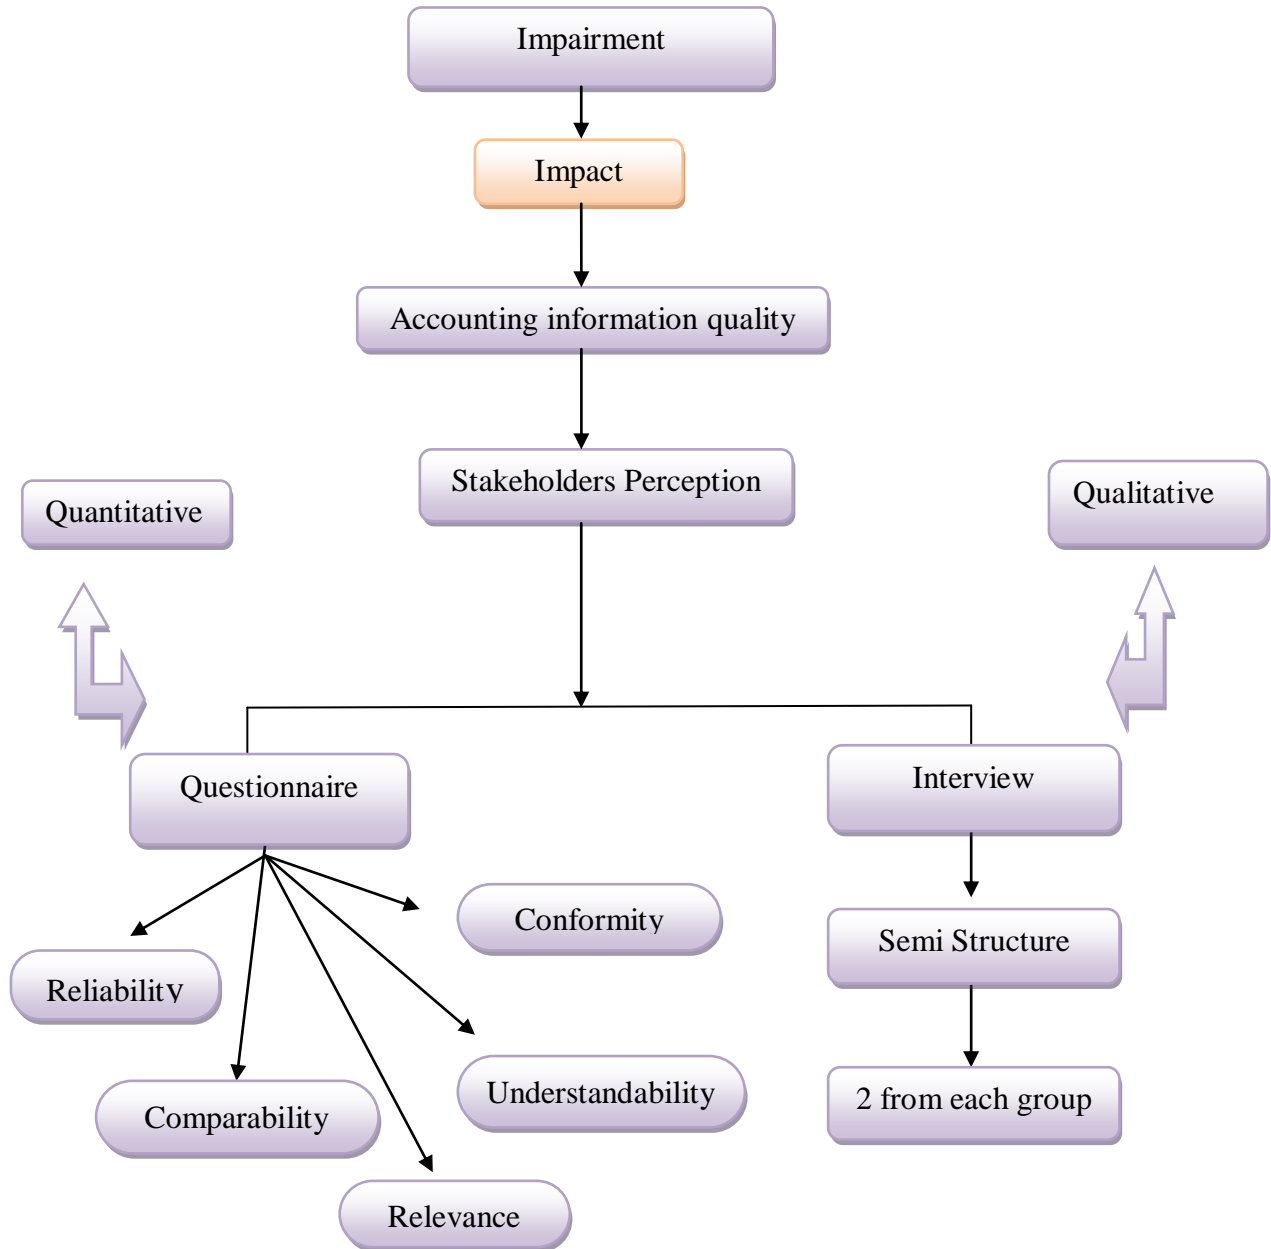 Impairment
Impact
Accounting information quality
Stakeholders Perception
Quantitative
Qualitative
Questionnaire
Interview
Conformity
Semi Structure
Reliability
Understandability
2 from each group
Comparability
Relevance